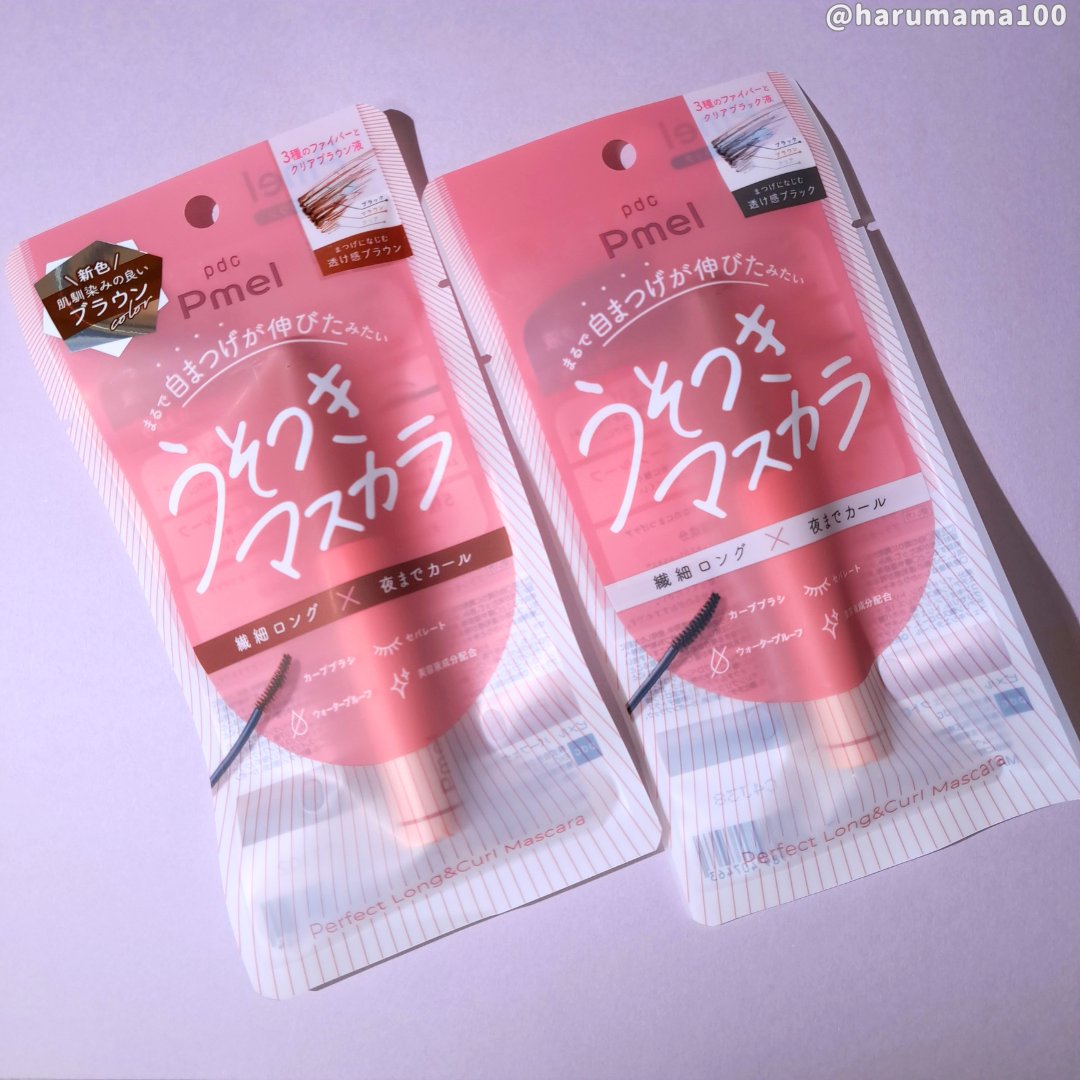 @harumama100
3種のファイバーと
クリアブラウン液
ブラック
ブラウン
まつげになじむ
透け感ブラウン
新色
肌馴染みの良い
ブラウン
color
pdc
Pmel
まるで自まつげが伸びたみたい
うそつき
マスカラ
繊細ロング × 夜までカール
カーブブラシ
セパレート
ウォータープルーフ
美容液成分配合
Perfect Long&Curl Mascara
3種のファイバーと
クリアブラック液
ブラック
ブラウン
まつげになじむ
透け感ブラック
pdc
Pmel
まるで自まつげが伸びたみたい
うそつき
マスカラ
繊細ロング × 夜までカール
カーブブラシ
セパレート
ウォータープルーフ
美容液成分配合
Perfect Long&Curl Mascara